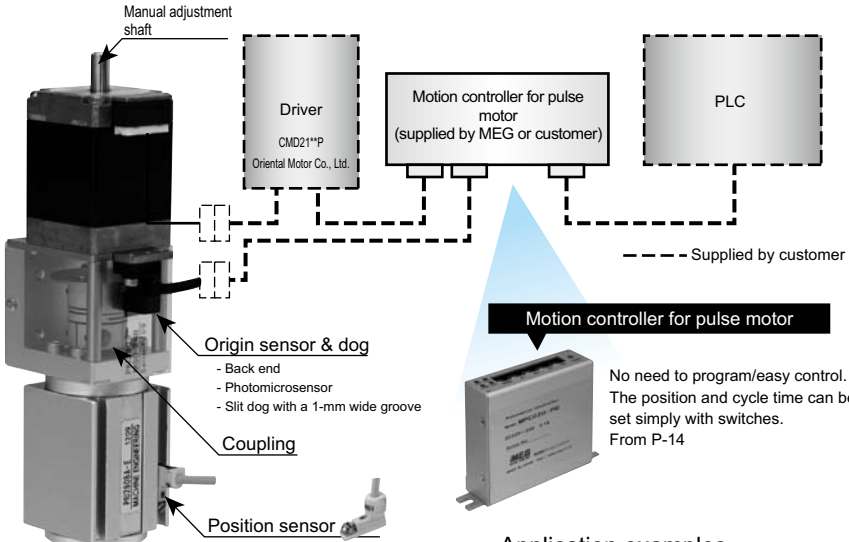 Manual adjustment
shaft
Driver
CMD21**P
Oriental Motor Co., Ltd.
Motion controller for pulse
motor
(supplied by MEG or customer)
PLC
Supplied by customer
Origin sensor & dog
- Back end
- Photomicrosensor
- Slit dog with a 1-mm wide groove
Coupling
Position sensor
Motion controller for pulse motor
No need to program/easy control.
The position and cycle time can be
set simply with switches.
From P-14
MEG
MACHINE ENGINEERING
Application examples